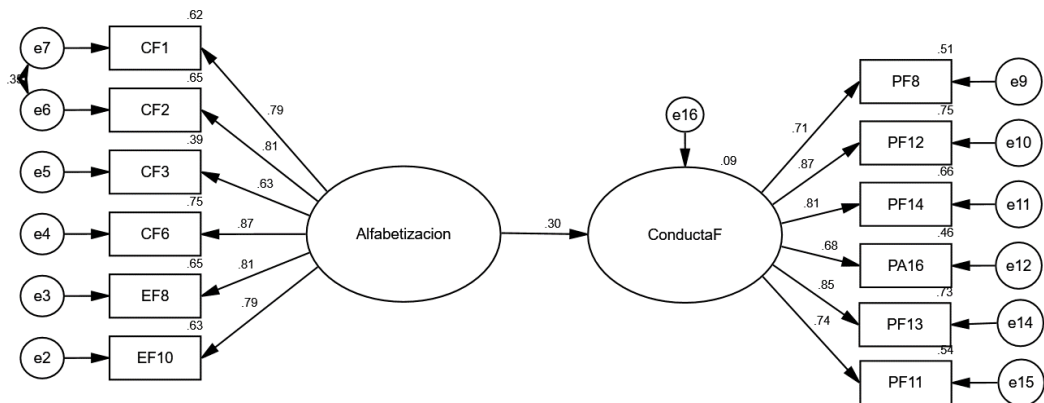 .62
e7
CF1
.35
.65
e6
CF2
.39
e5
CF3
.75
e4
CF6
.65
e3
EF8
.63
e2
EF10
.79
.81
.63
.87
.81
.79
Alfabetizacion
.30
e16
.09
ConductaF
.71
.87
.81
.68
.85
.74
.51
PF8
e9
.75
PF12
e10
.66
PF14
e11
.46
PA16
e12
.73
PF13
e14
.54
PF11
e15